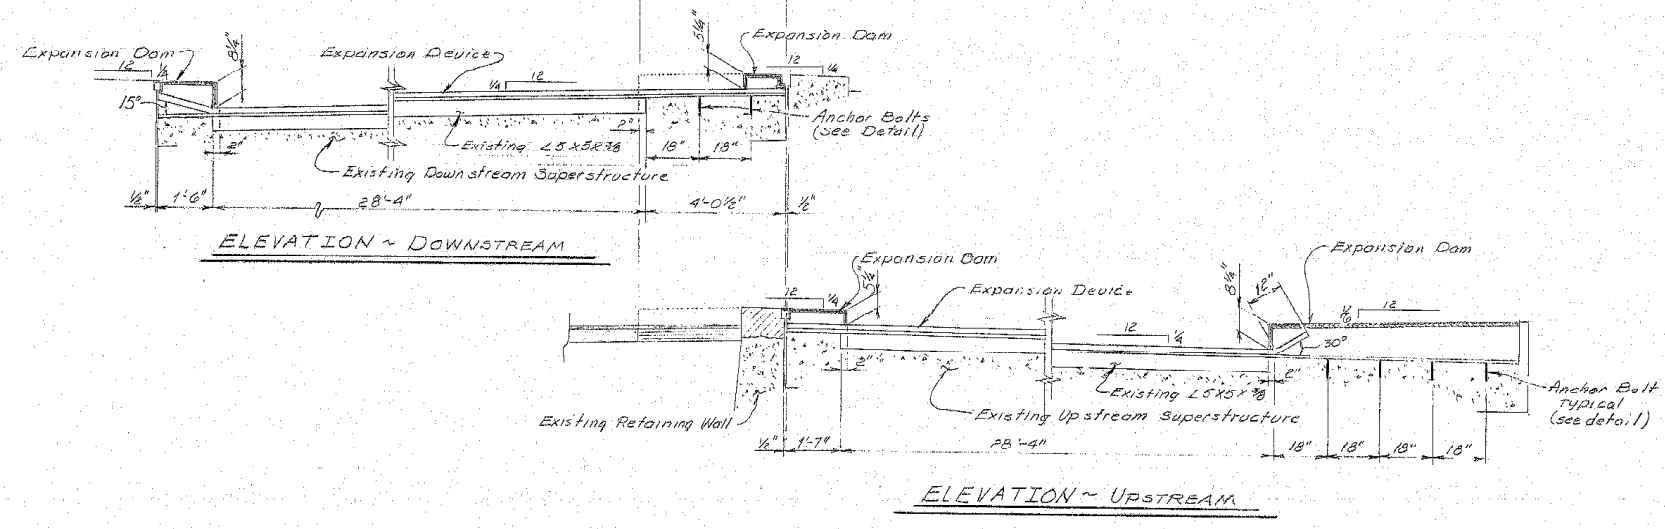 Expansion Dam
12
1/4
8 1/4"
Expansion Device
1/4
12
5 1/4"
Expansion Dam
12
1/4
15°
2"
Existing ∠5x5x3/8
2"
18"
18"
Anchor Bolts
(see Detail)
Existing Downstream Superstructure
1/2"
1'-6"
28'-4"
4'-0 1/2"
1/2"
ELEVATION ~ DOWNSTREAM
Expansion Dam
12
1/4
5 1/4"
Expansion Device
12
1/4
8 1/4"
12"
Expansion Dam
12
30°
2"
Existing ∠5x5x3/8
2"
Existing Upstream Superstructure
Existing Retaining Wall
Anchor Bolt
Typical
(see detail)
1/2"
1'-7"
28'-4"
18"
18"
18"
18"
ELEVATION ~ UPSTREAM